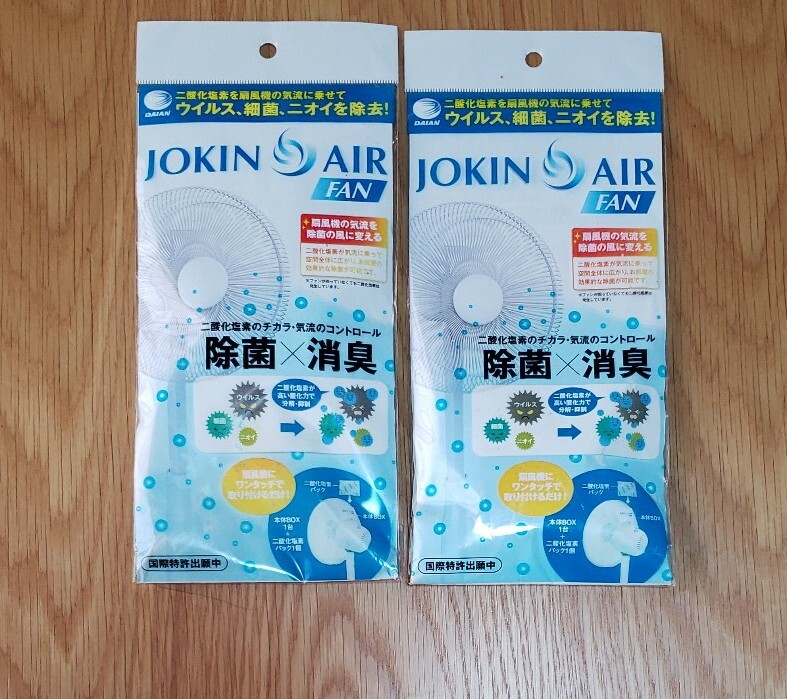 二酸化塩素を扇風機の気流に乗せて
ウイルス、細菌、ニオイを除去!
DAIAN
JOKIN AIR
FAN
扇風機の気流を
除菌の風に変える
二酸化塩素が気流に乗って
空間全体に広がり、お部屋の
効果的な除菌が可能です。
二酸化塩素のチカラ・気流のコントロール
除菌×消臭
ウイルス
二酸化塩素が
高い酸化力で
分解・抑制
細菌
ニオイ
扇風機に
ワンタッチで
取り付けるだけ!
二酸化塩素
パック
本体BOX
本体BOX
1台
+
二酸化塩素
パック1個
国際特許出願中
二酸化塩素を扇風機の気流に乗せて
ウイルス、細菌、ニオイを除去!
DAIAN
JOKIN AIR
FAN
扇風機の気流を
除菌の風に変える
二酸化塩素が気流に乗って
空間全体に広がり、お部屋の
効果的な除菌が可能です。
二酸化塩素のチカラ・気流のコントロール
除菌×消臭
ウイルス
二酸化塩素が
高い酸化力で
分解・抑制
細菌
ニオイ
扇風機に
ワンタッチで
取り付けるだけ!
二酸化塩素
パック
本体BOX
本体BOX
1台
+
二酸化塩素
パック1個
国際特許出願中